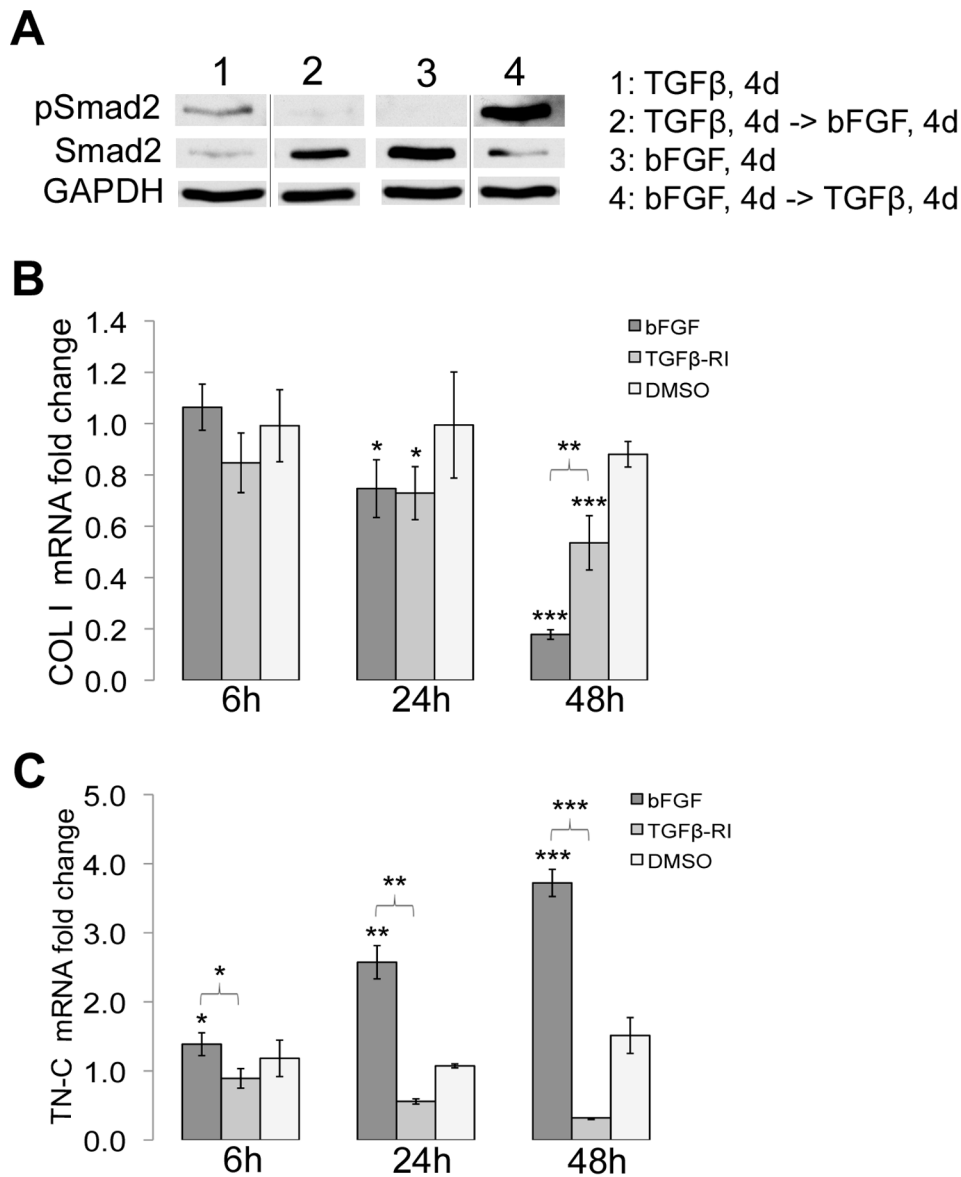 A
1 2 3 4
pSmad2
Smad2
GAPDH
1: TGFβ, 4d
2: TGFβ, 4d -> bFGF, 4d
3: bFGF, 4d
4: bFGF, 4d -> TGFβ, 4d
B
COL I mRNA fold change
1.4
1.2
1.0
0.8
0.6
0.4
0.2
0.0
bFGF
TGFβ-RI
DMSO
* *
**
***
***
6h 24h 48h
C
TN-C mRNA fold change
5.0
4.0
3.0
2.0
1.0
0.0
bFGF
TGFβ-RI
DMSO
***
***
**
**
*
*
6h 24h 48h